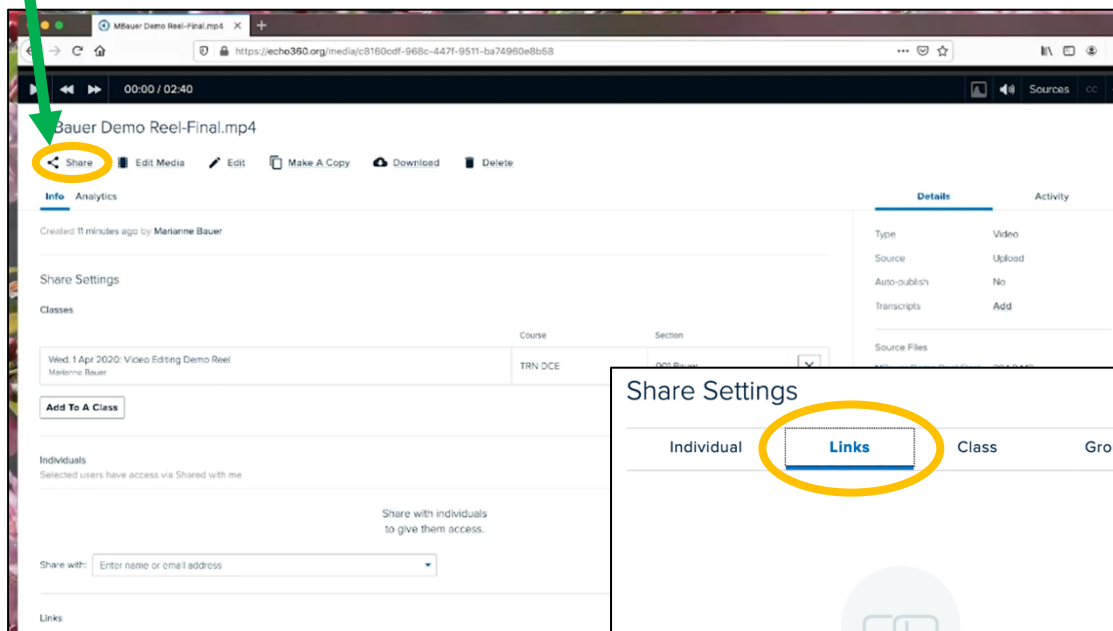 MBauer Demo Reel-Final.mp4
https://echo360.org/media/c8160cdf-968c-447f-9511-ba74960e8b58
00:00 / 02:40
Sources CC
Bauer Demo Reel-Final.mp4
Share Edit Media Edit Make A Copy Download Delete
Info Analytics
Details Activity
Created 11 minutes ago by Marianne Bauer
Type Video
Source Upload
Auto-publish No
Transcripts Add
Share Settings
Classes
Course Section
Wed. 1 Apr 2020: Video Editing Demo Reel
Marianne Bauer
TRN DCE
Source Files
Add To A Class
Individuals
Selected users have access via Shared with me
Share with individuals
to give them access.
Share with: Enter name or email address
Links
Share Settings
Individual Links Class Gro